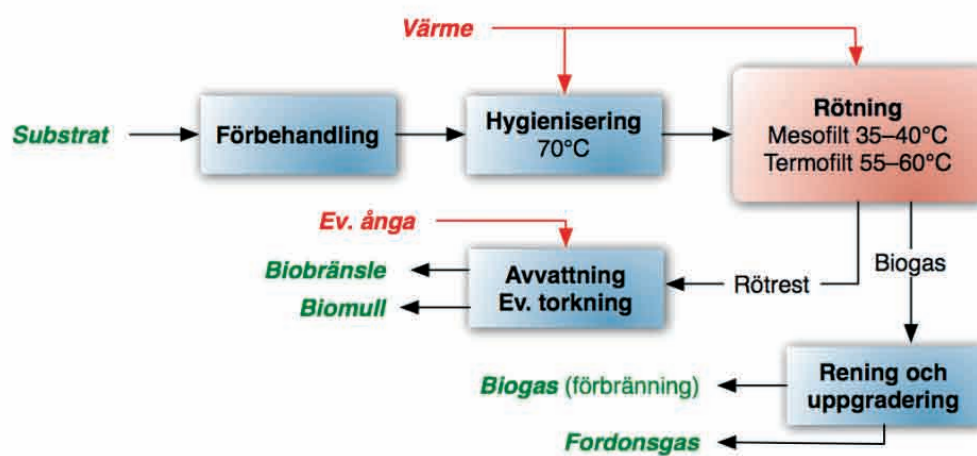 Värme
Substrat
Förbehandling
Hygienisering
70°C
Rötning
Mesofilt 35–40°C
Termofilt 55–60°C
Ev. ånga
Biobränsle
Biomull
Avvattning
Ev. torkning
Rötrest
Biogas
Rening och
uppgradering
Biogas (förbränning)
Fordonsgas